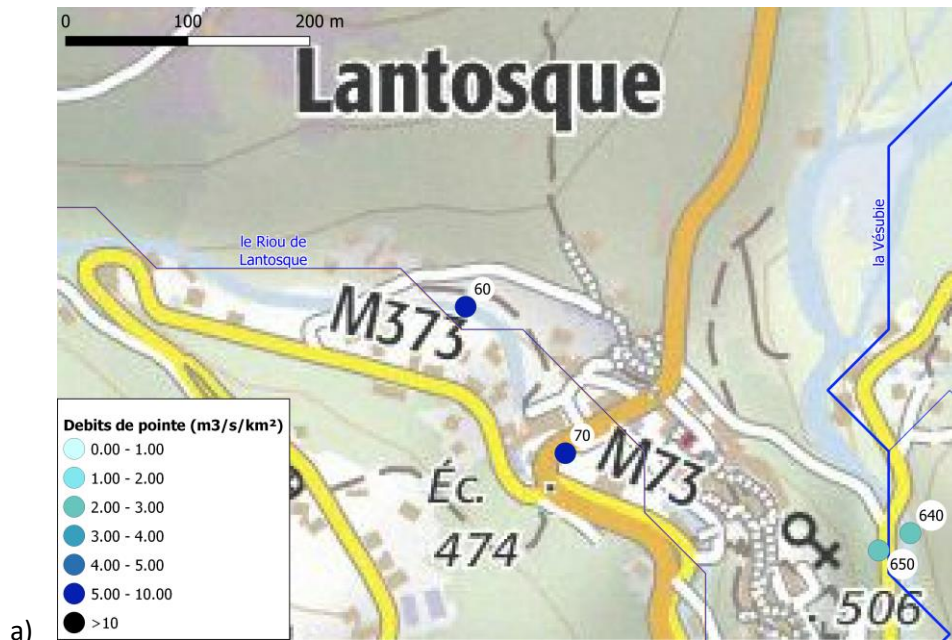 0 100 200 m
Lantosque
la Vésubie
le Riou de
Lantosque
60
M373
70
M73
Éc.
474
640
650
506
Debits de pointe (m3/s/km²)
0.00 - 1.00
1.00 - 2.00
2.00 - 3.00
3.00 - 4.00
4.00 - 5.00
5.00 - 10.00
>10
a)